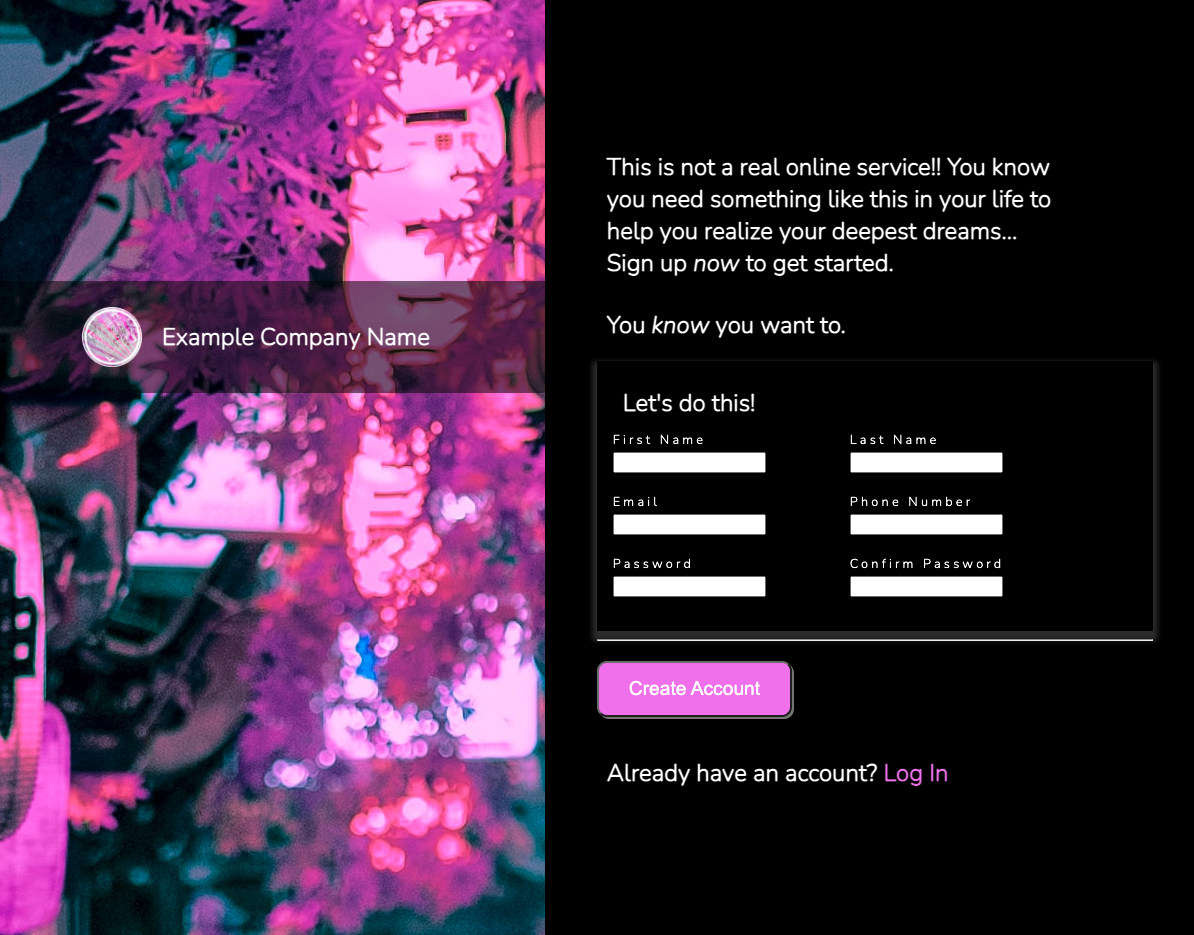 Example Company Name
This is not a real online service!! You know
you need something like this in your life to
help you realize your deepest dreams...
Sign up now to get started.
You know you want to.
Let's do this!
First Name
Last Name
Email
Phone Number
Password
Confirm Password
Create Account
Already have an account? Log In